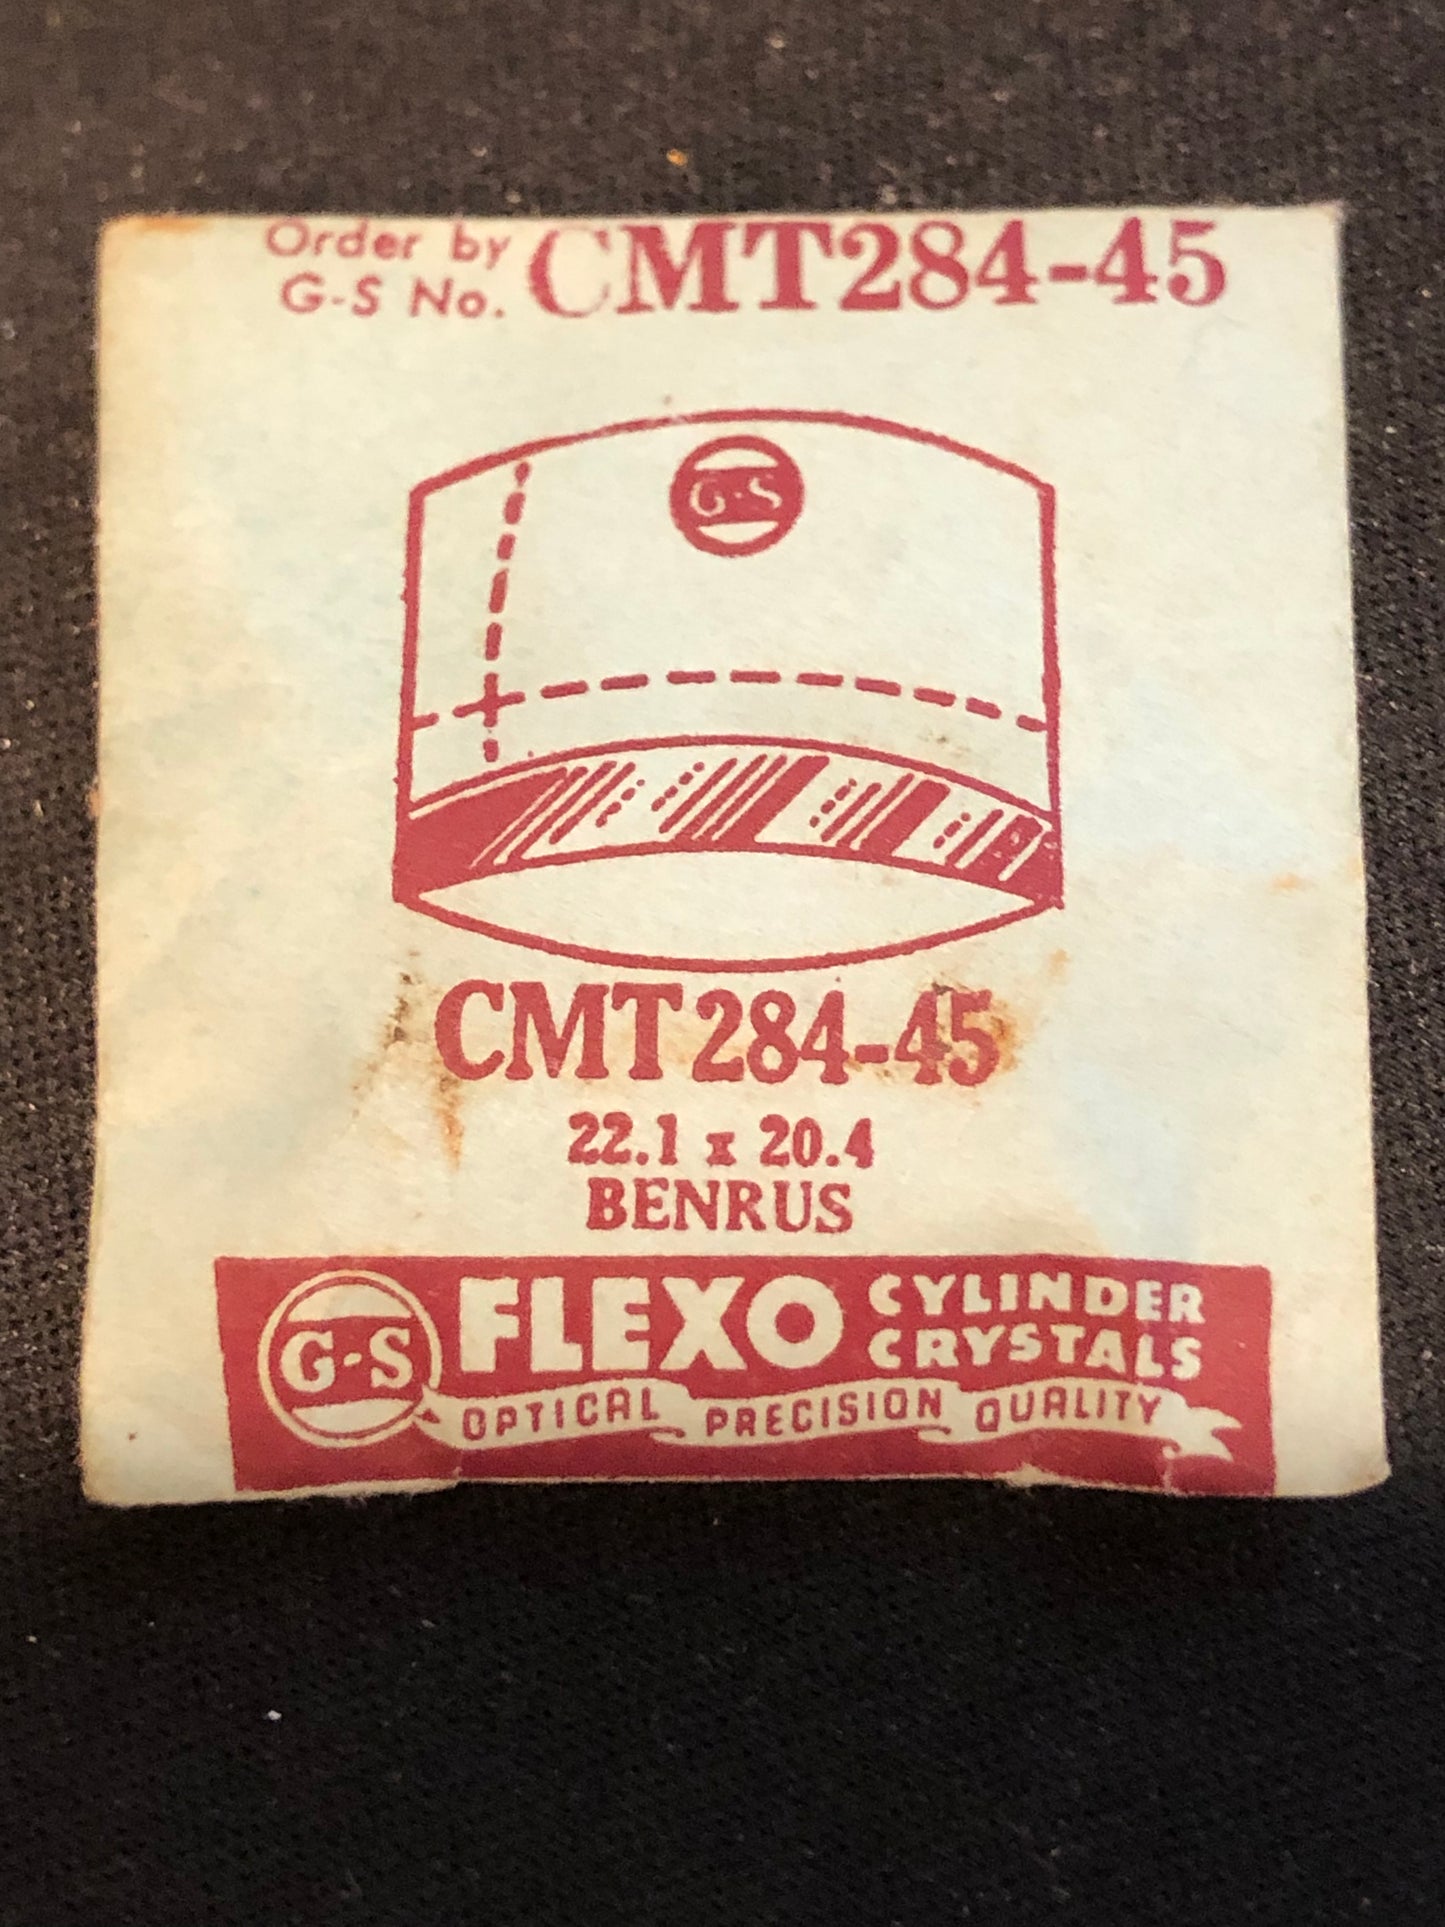 Order by
G-S No. CMT284-45
G-S
CMT284-45
22.1 x 20.4
BENRUS
G-S FLEXO CYLINDER
CRYSTALS
OPTICAL PRECISION QUALITY